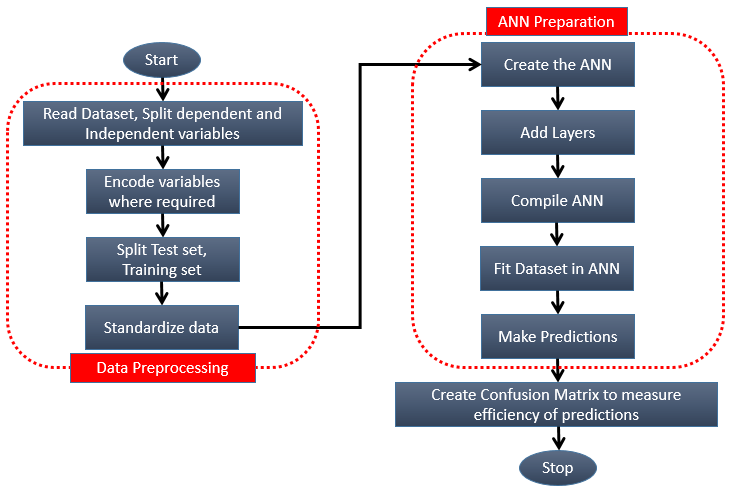 Start
Read Dataset, Split dependent and
Independent variables
Encode variables
where required
Split Test set,
Training set
Standardize data
Data Preprocessing
ANN Preparation
Create the ANN
Add Layers
Compile ANN
Fit Dataset in ANN
Make Predictions
Create Confusion Matrix to measure
efficiency of predictions
Stop